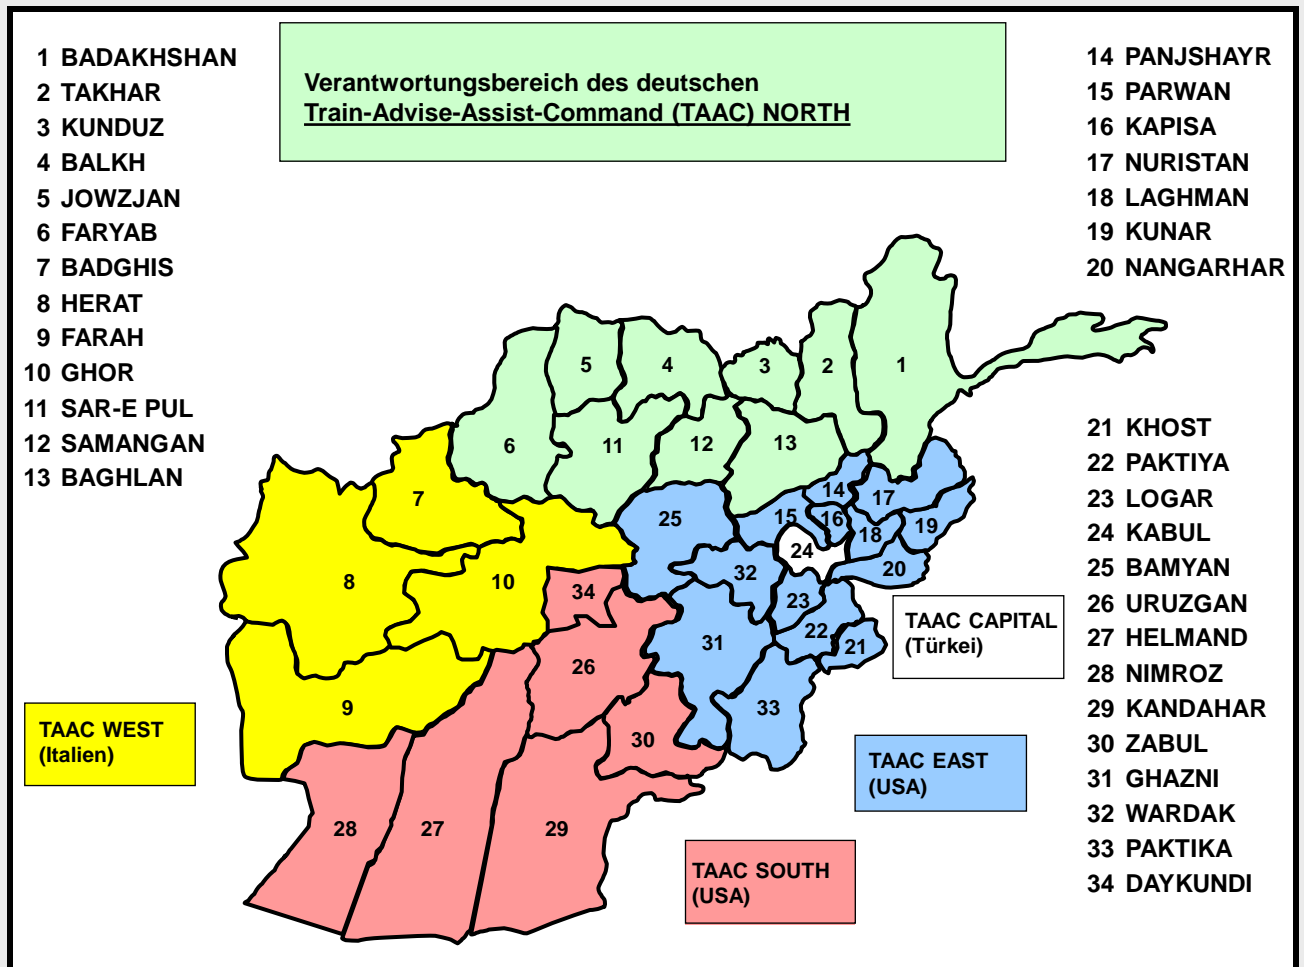 1 BADAKHSHAN
2 TAKHAR
3 KUNDUZ
4 BALKH
5 JOWZJAN
6 FARYAB
7 BADGHIS
8 HERAT
9 FARAH
10 GHOR
11 SAR-E PUL
12 SAMANGAN
13 BAGHLAN
Verantwortungsbereich des deutschen
Train-Advise-Assist-Command (TAAC) NORTH
14 PANJSHAYR
15 PARWAN
16 KAPISA
17 NURISTAN
18 LAGHMAN
19 KUNAR
20 NANGARHAR
21 KHOST
22 PAKTIYA
23 LOGAR
24 KABUL
25 BAMYAN
26 URUZGAN
27 HELMAND
28 NIMROZ
29 KANDAHAR
30 ZABUL
31 GHAZNI
32 WARDAK
33 PAKTIKA
34 DAYKUNDI
5
4
3
2
1
6
11
12
13
7
14
17
25
15
16
18
19
24
8
10
34
32
20
23
31
22
21
26
9
33
30
28
27
29
TAAC CAPITAL
(Türkei)
TAAC WEST
(Italien)
TAAC EAST
(USA)
TAAC SOUTH
(USA)